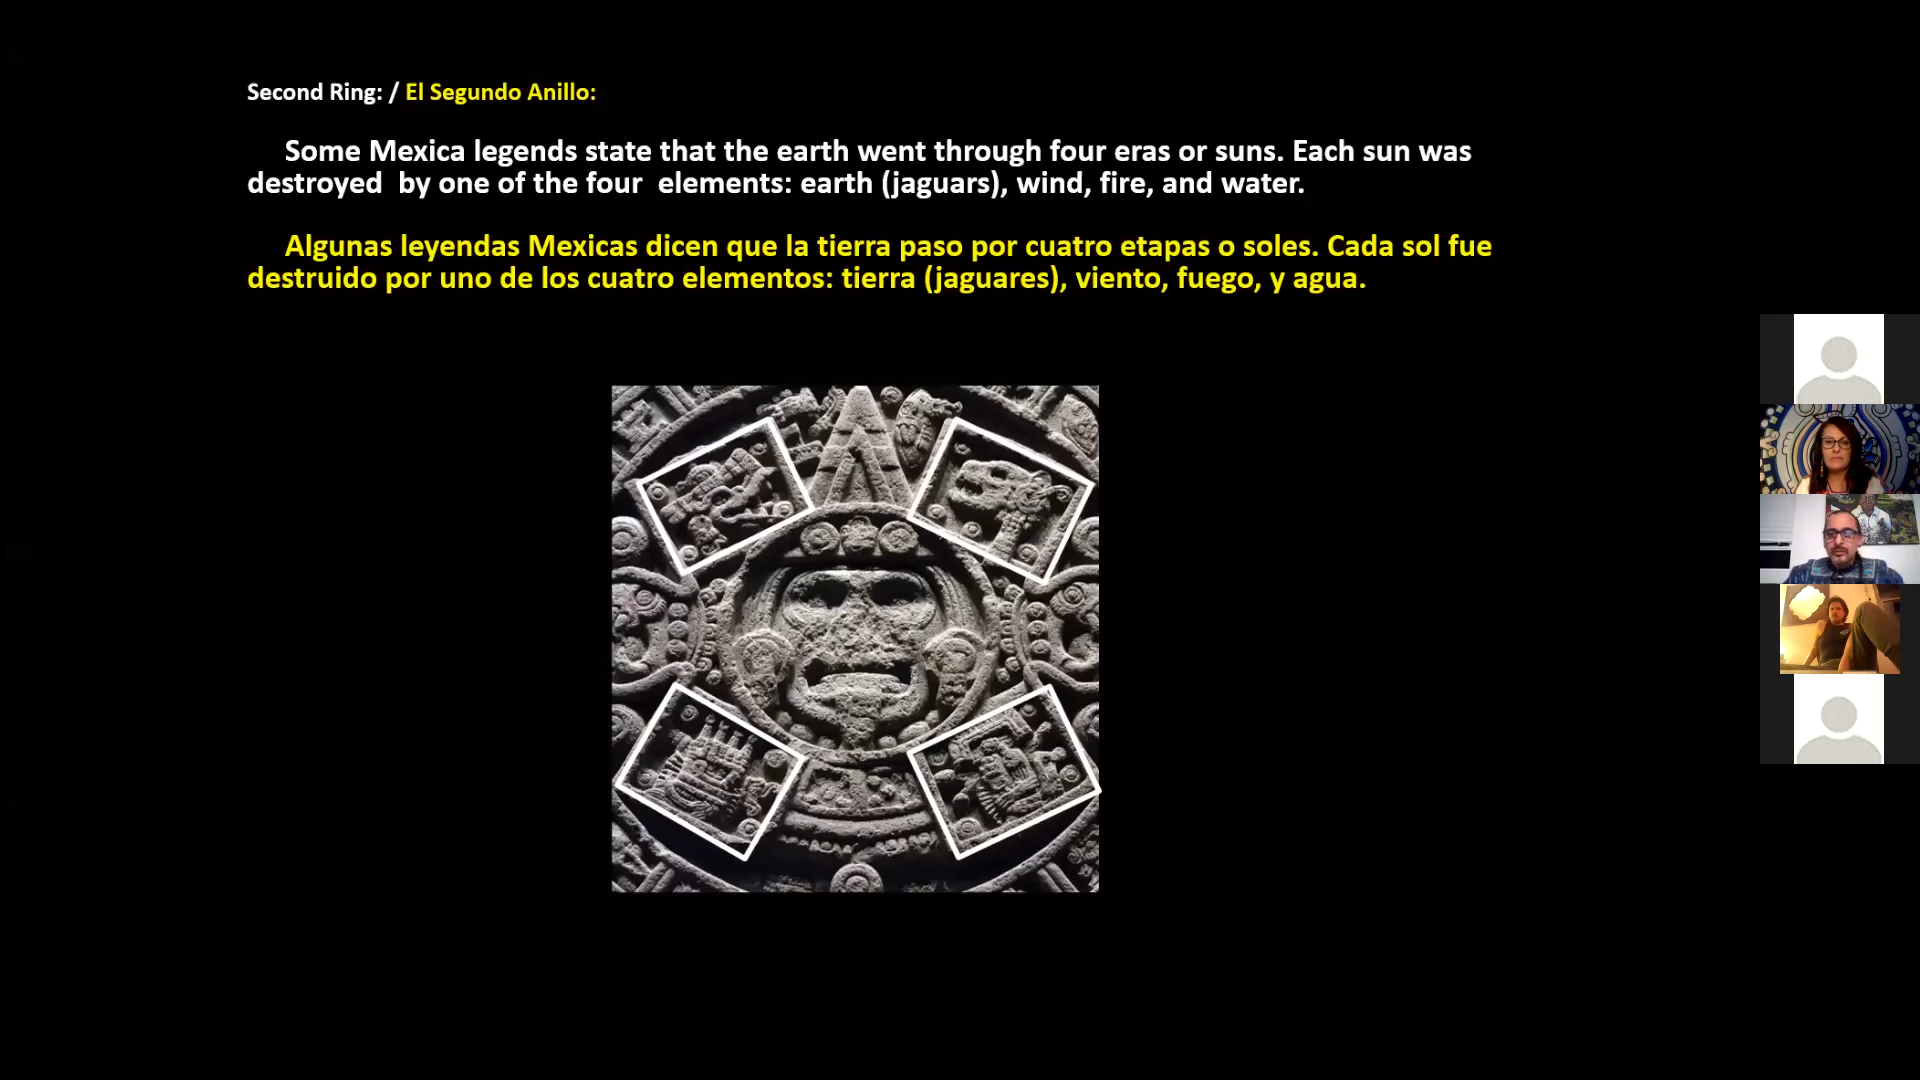 Second Ring: / El Segundo Anillo:
Some Mexica legends state that the earth went through four eras or suns. Each sun was
destroyed by one of the four elements: earth (jaguars), wind, fire, and water.
Algunas leyendas Mexicas dicen que la tierra paso por cuatro etapas o soles. Cada sol fue
destruido por uno de los cuatro elementos: tierra (jaguares), viento, fuego, y agua.